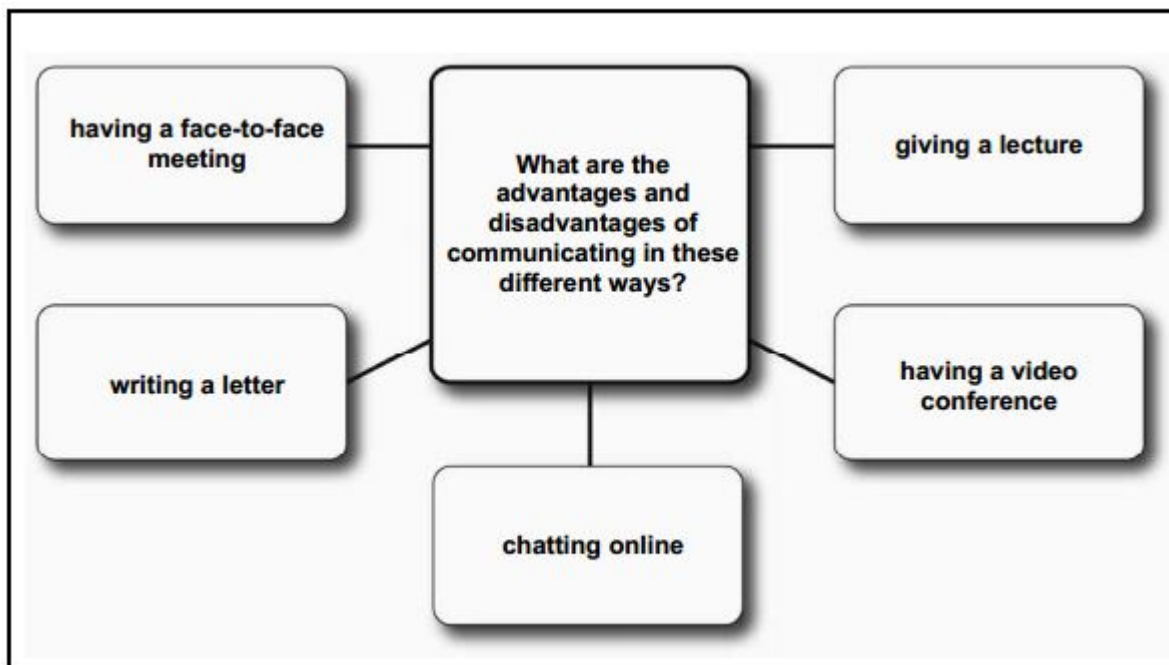 having a face-to-face
meeting
What are the
advantages and
disadvantages of
communicating in these
different ways?
giving a lecture
writing a letter
having a video
conference
chatting online